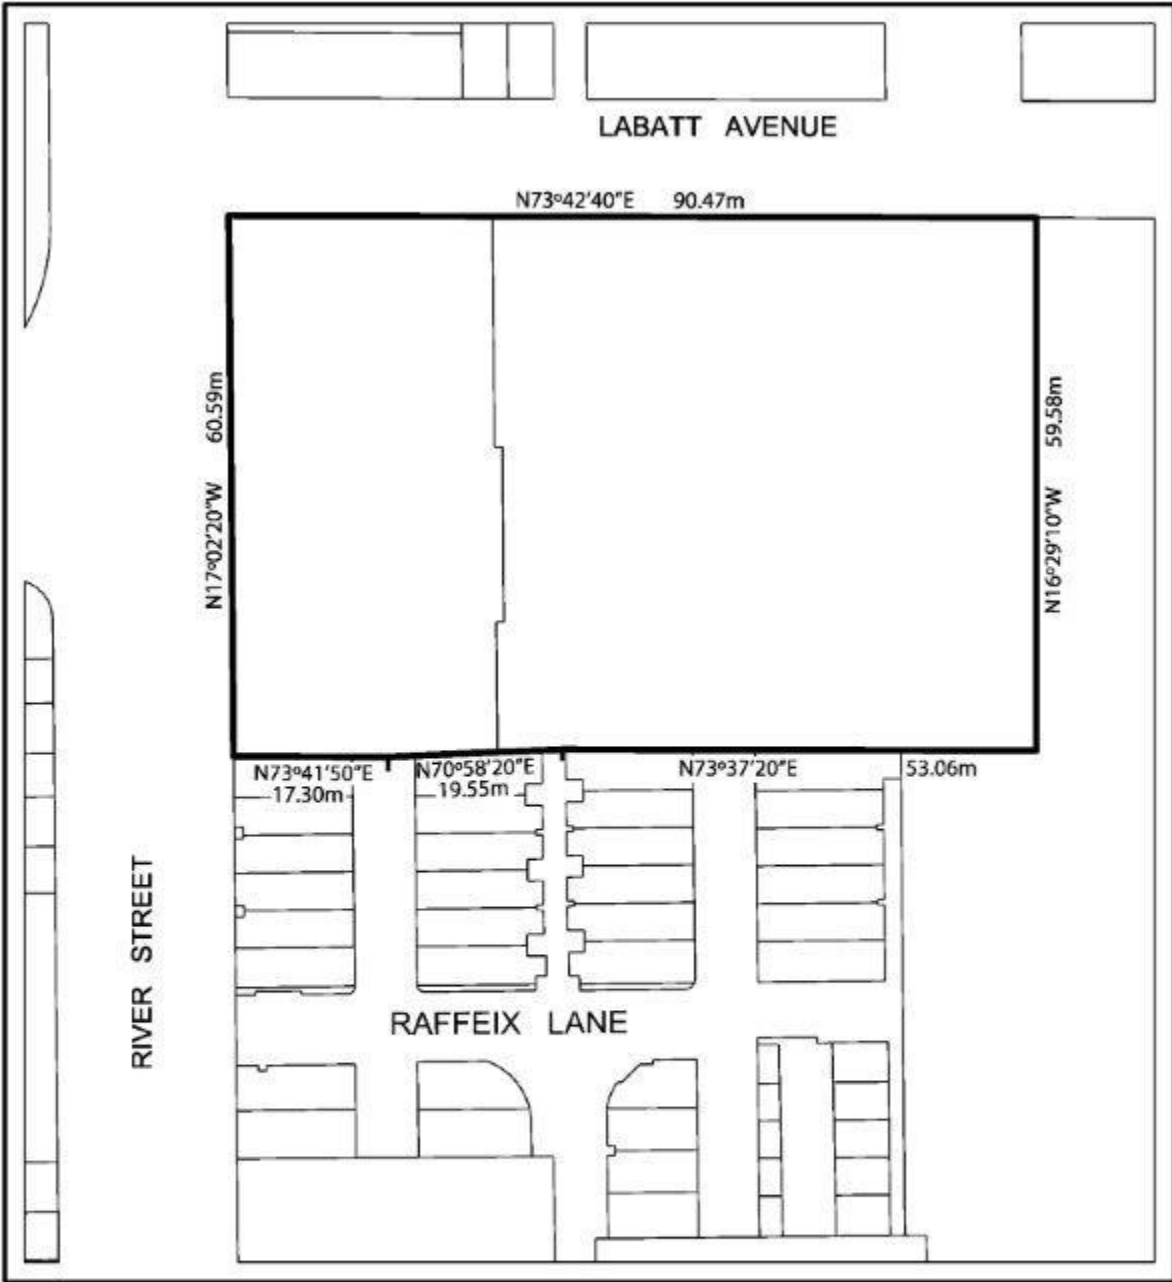 LABATT AVENUE
N73º42'40"E 90.47m
N17º02'20"W 60.59m
N16º29'10"W 59.58m
N73º41'50"E
17.30m
N70º58'20"E
19.55m
N73º37'20"E 53.06m
RIVER STREET
RAFFEIX LANE